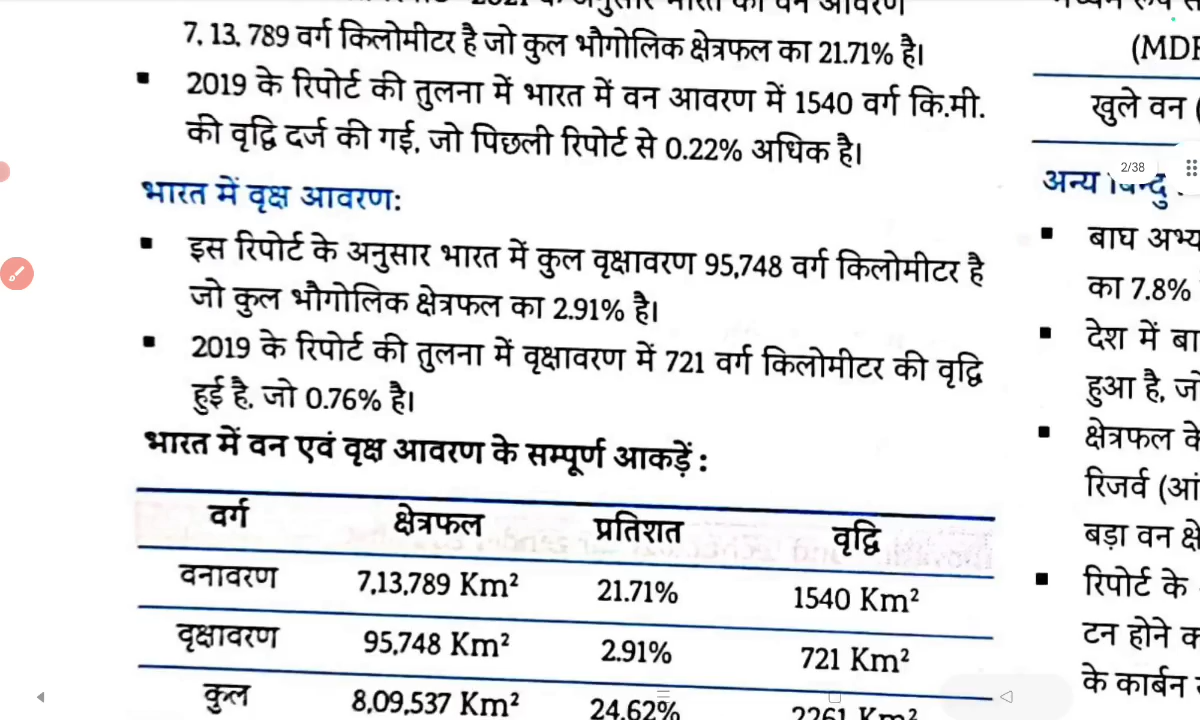 7, 13, 789 वर्ग किलोमीटर है जो कुल भौगोलिक क्षेत्रफल का 21.71% है।
2019 के रिपोर्ट की तुलना में भारत में वन आवरण में 1540 वर्ग कि.मी.
की वृद्धि दर्ज की गई, जो पिछली रिपोर्ट से 0.22% अधिक है।
भारत में वृक्ष आवरण:
इस रिपोर्ट के अनुसार भारत में कुल वृक्षावरण 95,748 वर्ग किलोमीटर है
जो कुल भौगोलिक क्षेत्रफल का 2.91% है।
2019 के रिपोर्ट की तुलना में वृक्षावरण में 721 वर्ग किलोमीटर की वृद्धि
हुई है, जो 0.76% है।
भारत में वन एवं वृक्ष आवरण के सम्पूर्ण आकड़ें :
वर्ग क्षेत्रफल प्रतिशत वृद्धि
वनावरण 7,13,789 Km² 21.71% 1540 Km²
वृक्षावरण 95,748 Km² 2.91% 721 Km²
कुल 8,09,537 Km² 24.62% 2261 Km²
(MDF
खुले वन (
2/38
अन्य बिन्दु
बाघ
का 7.8%
देश में
हुआ है,
क्षेत्रफल के
रिजर्व
बड़ा वन
रिपोर्ट के
टन होने
के कार्बन